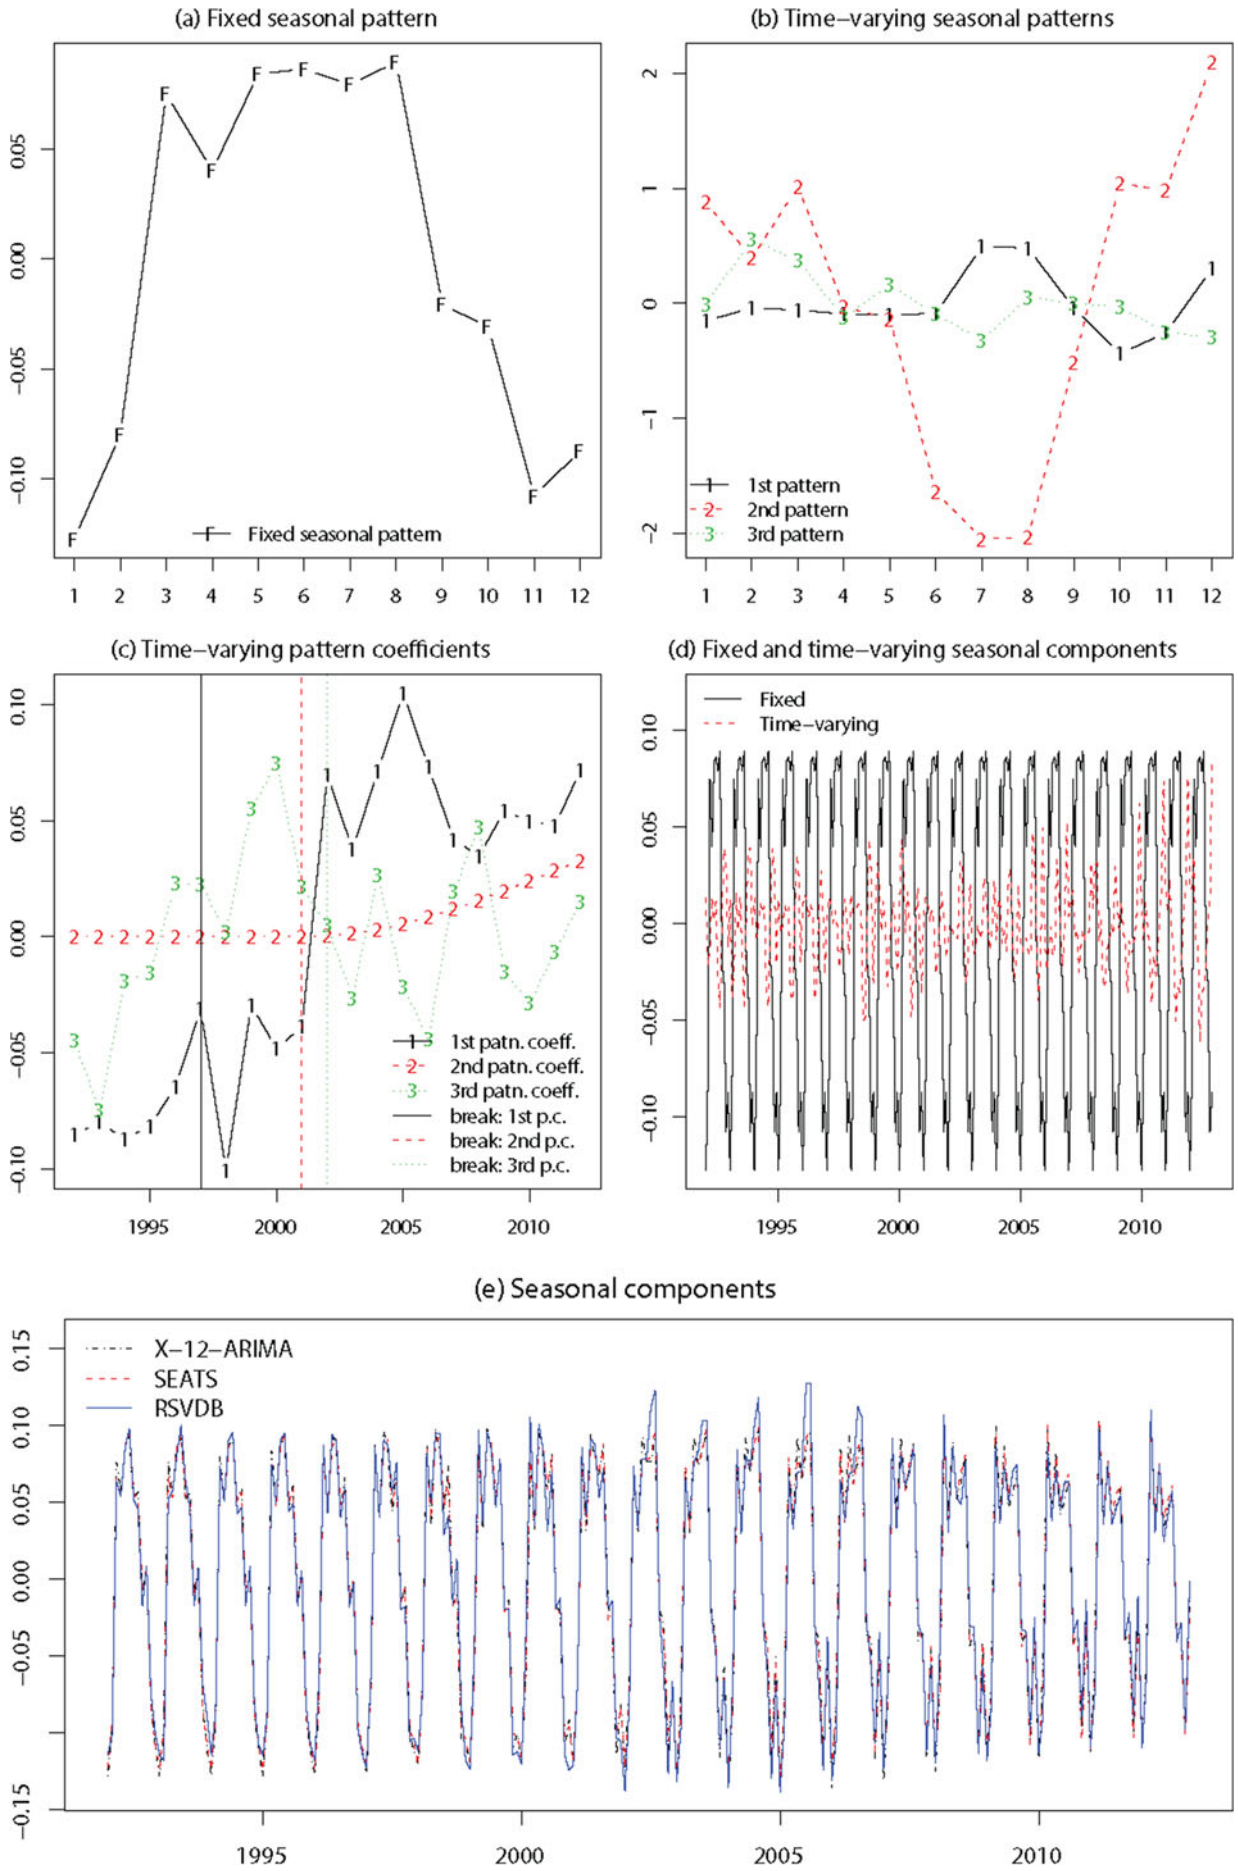 (a) Fixed seasonal pattern
0.05
0.00
−0.05
−0.10
F F F F F F F F F F F F
F Fixed seasonal pattern
1 2 3 4 5 6 7 8 9 10 11 12
(b) Time−varying seasonal patterns
2
1
0
−1
−2
1 1st pattern
2 2nd pattern
3 3rd pattern
1 2 3 4 5 6 7 8 9 10 11 12
(c) Time−varying pattern coefficients
0.10
0.05
0.00
−0.05
−0.10
1 1st patn. coeff.
2 2nd patn. coeff.
3 3rd patn. coeff.
break: 1st p.c.
break: 2nd p.c.
break: 3rd p.c.
1995 2000 2005 2010
(d) Fixed and time−varying seasonal components
Fixed
Time−varying
0.10
0.05
0.00
−0.05
−0.10
1995 2000 2005 2010
(e) Seasonal components
X−12−ARIMA
SEATS
RSVDB
0.15
0.10
0.05
0.00
−0.05
−0.15
1995 2000 2005 2010